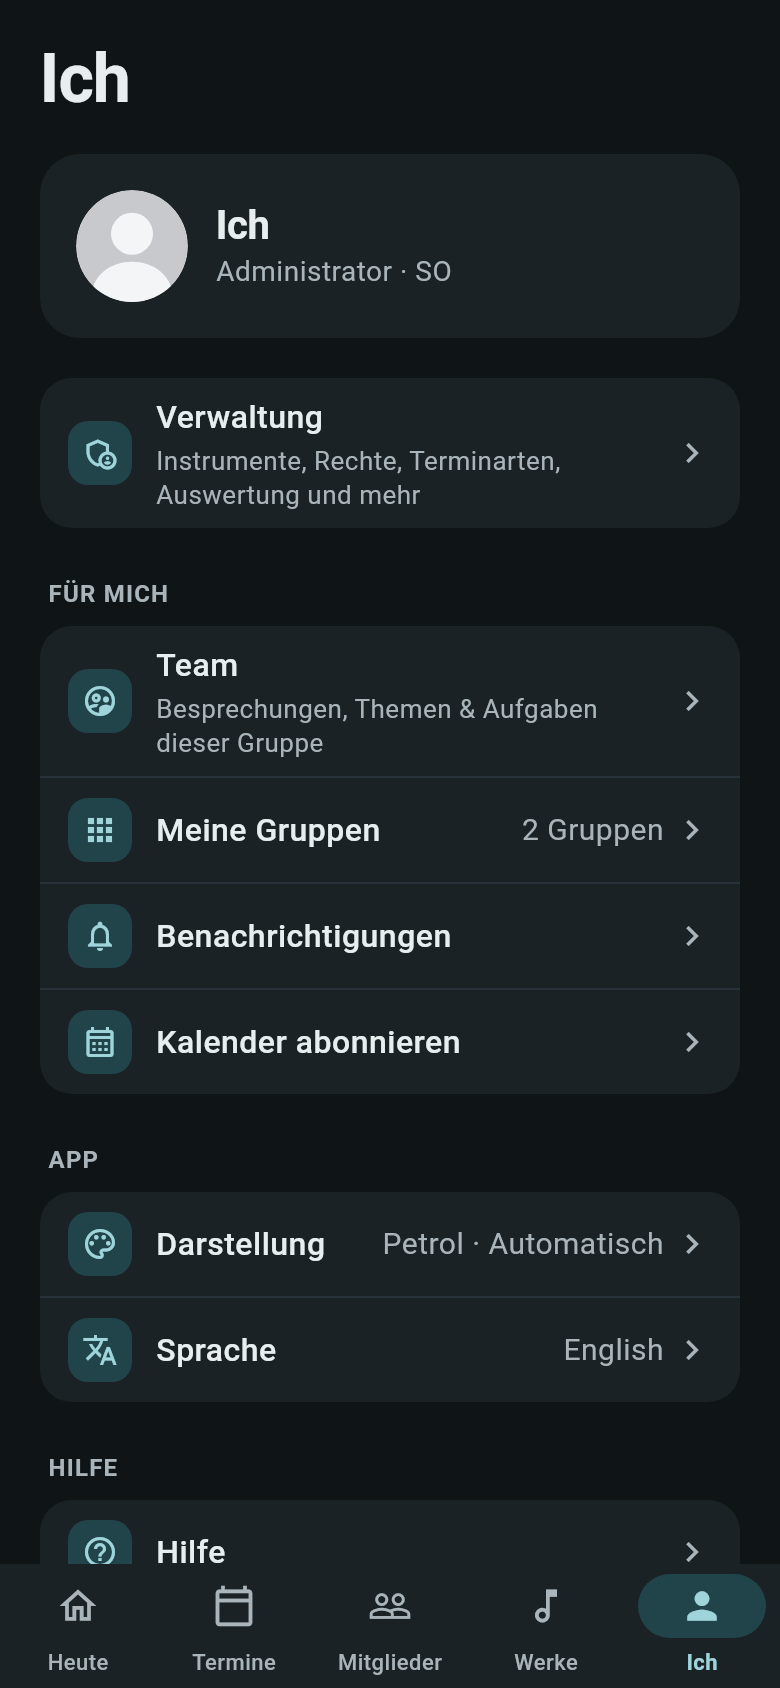 Ich
Ich
Administrator · SO
Verwaltung
Instrumente, Rechte, Terminarten,
Auswertung und mehr
FÜR MICH
Team
Besprechungen, Themen & Aufgaben
dieser Gruppe
Meine Gruppen 2 Gruppen
Benachrichtigungen
Kalender abonnieren
APP
Darstellung Petrol · Automatisch
Sprache English
HILFE
Hilfe
Heute Termine Mitglieder Werke Ich